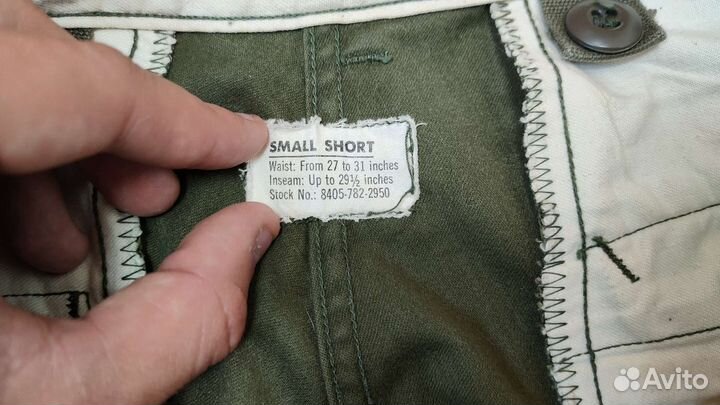 SMALL SHORT
Waist: From 27 to 31 inches
Inseam: Up to 29½ inches
Stock No.: 8405-782-2950
Avito